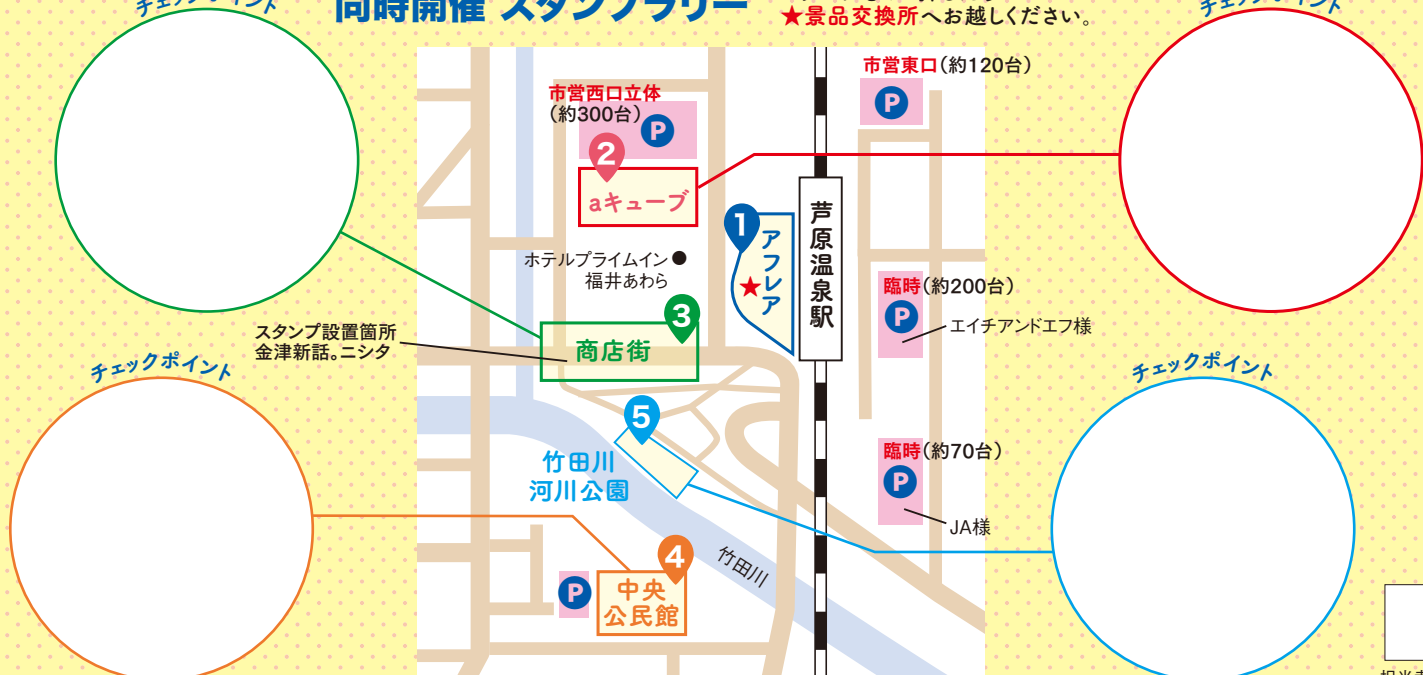 チェックポイント
同時開催 スタンプラリー
★景品交換所へお越しください。
チェックポイント
市営東口(約120台)
P
市営西口立体
(約300台)
P
2
aキューブ
1
アフレア
★
芦原温泉駅
ホテルプライムイン●
福井あわら
臨時(約200台)
P
エイチアンドエフ様
3
商店街
スタンプ設置箇所
金津新話。ニシタ
チェックポイント
チェックポイント
5
竹田川
河川公園
臨時(約70台)
P
JA様
竹田川
4
中央
公民館
P